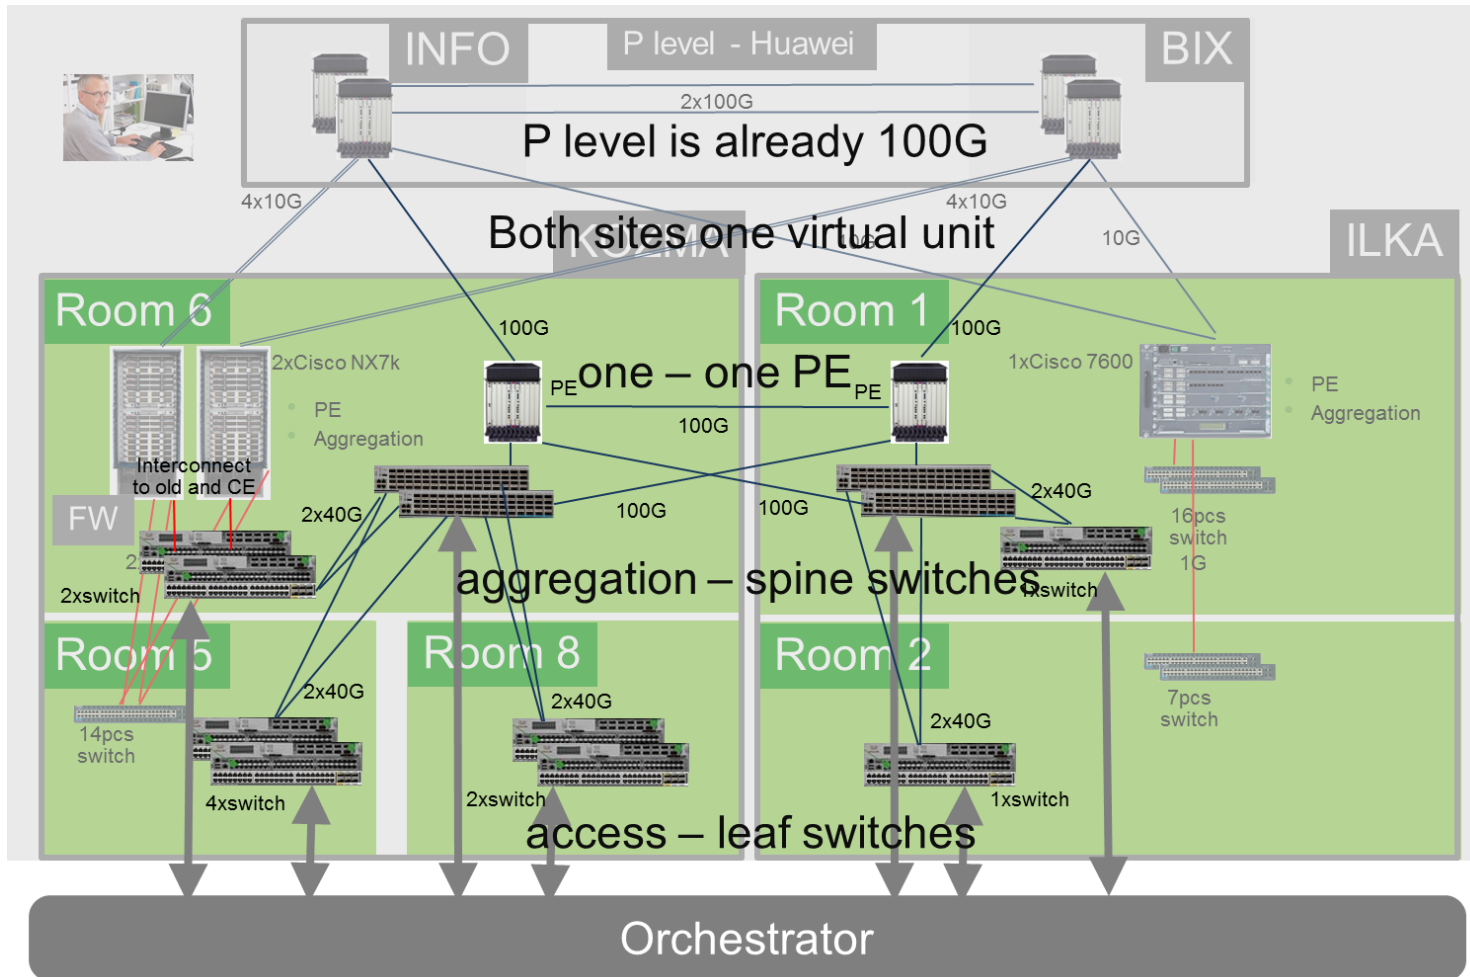 INFO
P level - Huawei
BIX
2x100G
P level is already 100G
4x10G
4x10G
Both sites one virtual unit
10G
10G
KOZMA
ILKA
Room 6
Room 1
100G
100G
2xCisco NX7k
1xCisco 7600
PE one – one PE PE
• PE
• Aggregation
• PE
• Aggregation
100G
Interconnect
to old and CE
FW
2x40G
100G
100G
2x40G
16pcs
switch
1G
2xswitch
aggregation – spine switches
1xswitch
Room 5
Room 8
Room 2
2x40G
2x40G
2x40G
14pcs
switch
7pcs
switch
4xswitch
2xswitch
1xswitch
access – leaf switches
Orchestrator